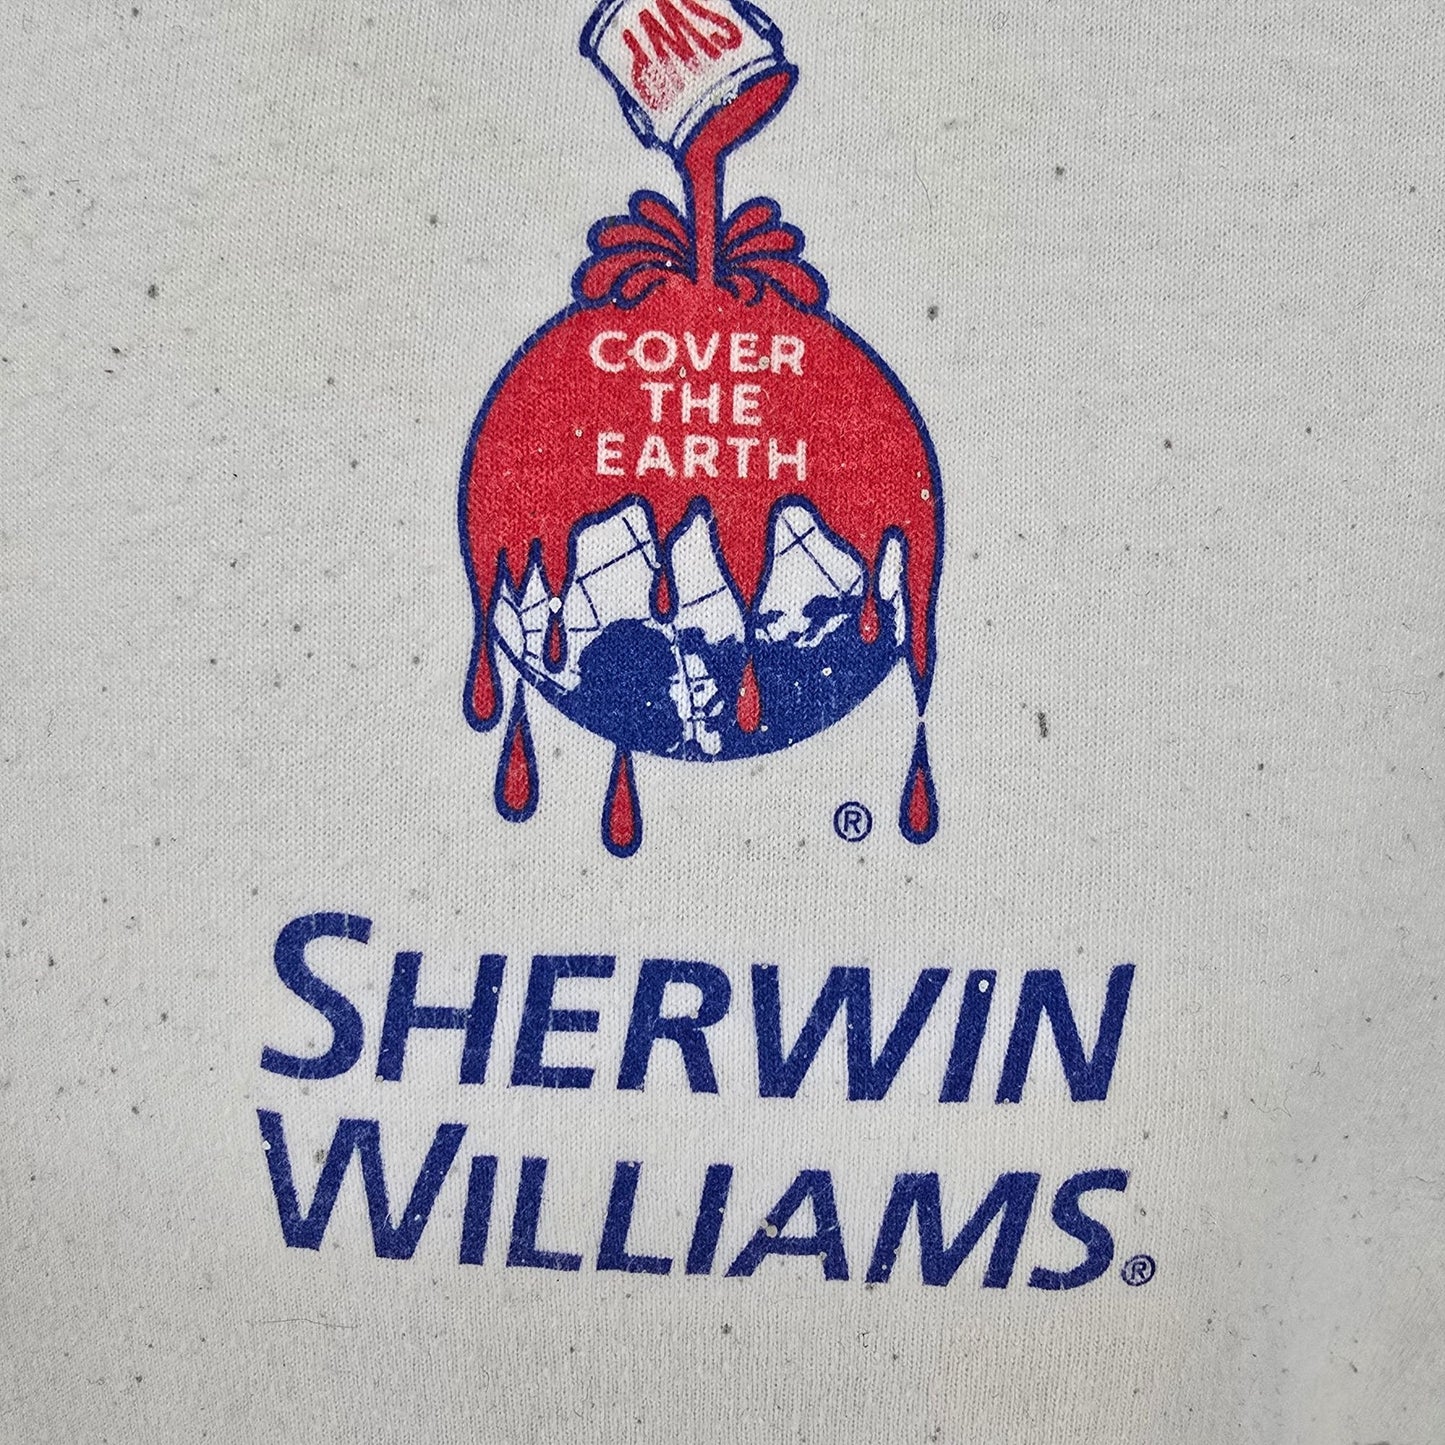 SWP
COVER
THE
EARTH
®
SHERWIN
WILLIAMS®